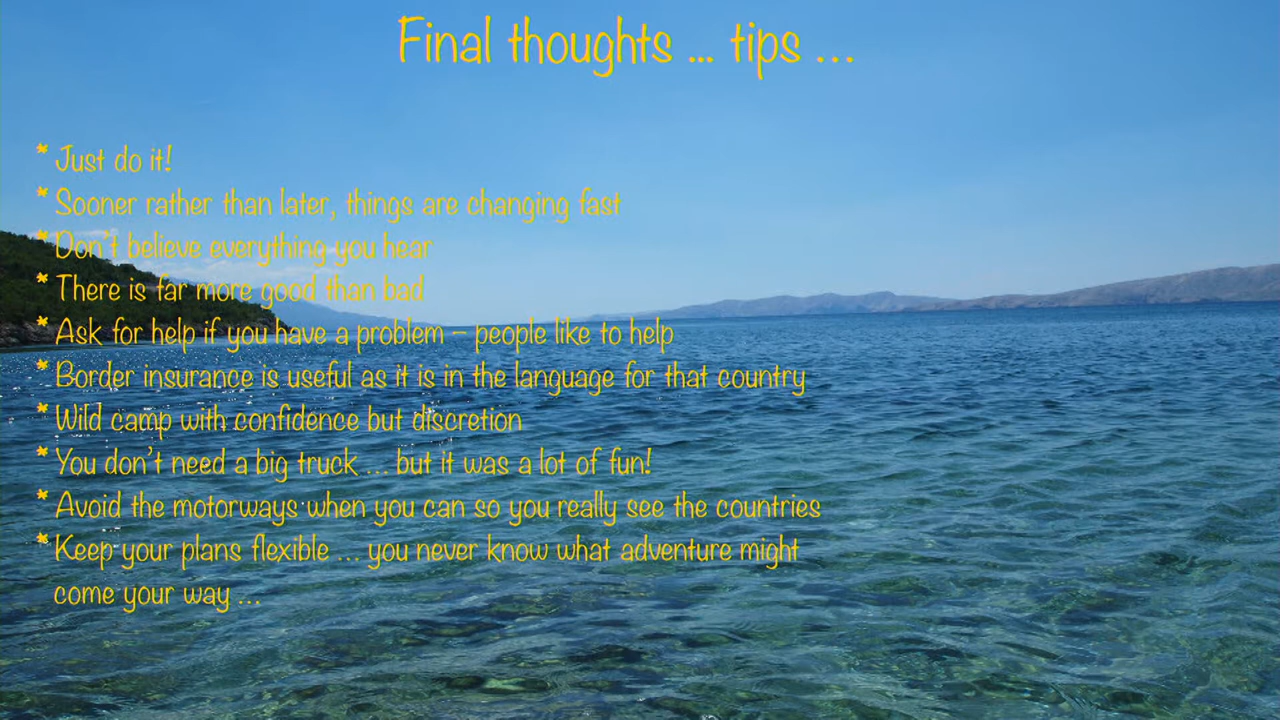 Final thoughts ... tips ...
* Just do it!
* Sooner rather than later, things are changing fast
* Don't believe everything you hear
* There is far more good than bad
* Ask for help if you have a problem – people like to help
* Border insurance is useful as it is in the language for that country
* Wild camp with confidence but discretion
* You don't need a big truck ... but it was a lot of fun!
* Avoid the motorways when you can so you really see the countries
* Keep your plans flexible ... you never know what adventure might
come your way ...